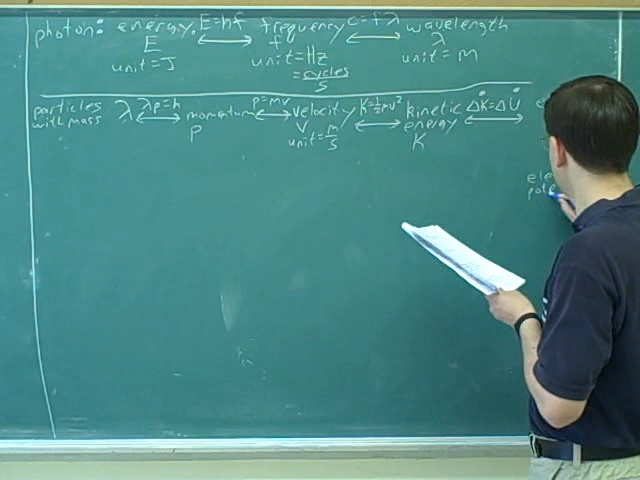 photon: energy, E=hf frequency c=fλ wavelength
E f λ
unit=J unit=Hz unit=m
=cycles/s
particles with mass λ λp=h momentum p=mv velocity K=½mv² kinetic energy ΔK=ΔU e
p v K
unit=m/s
ele
pote